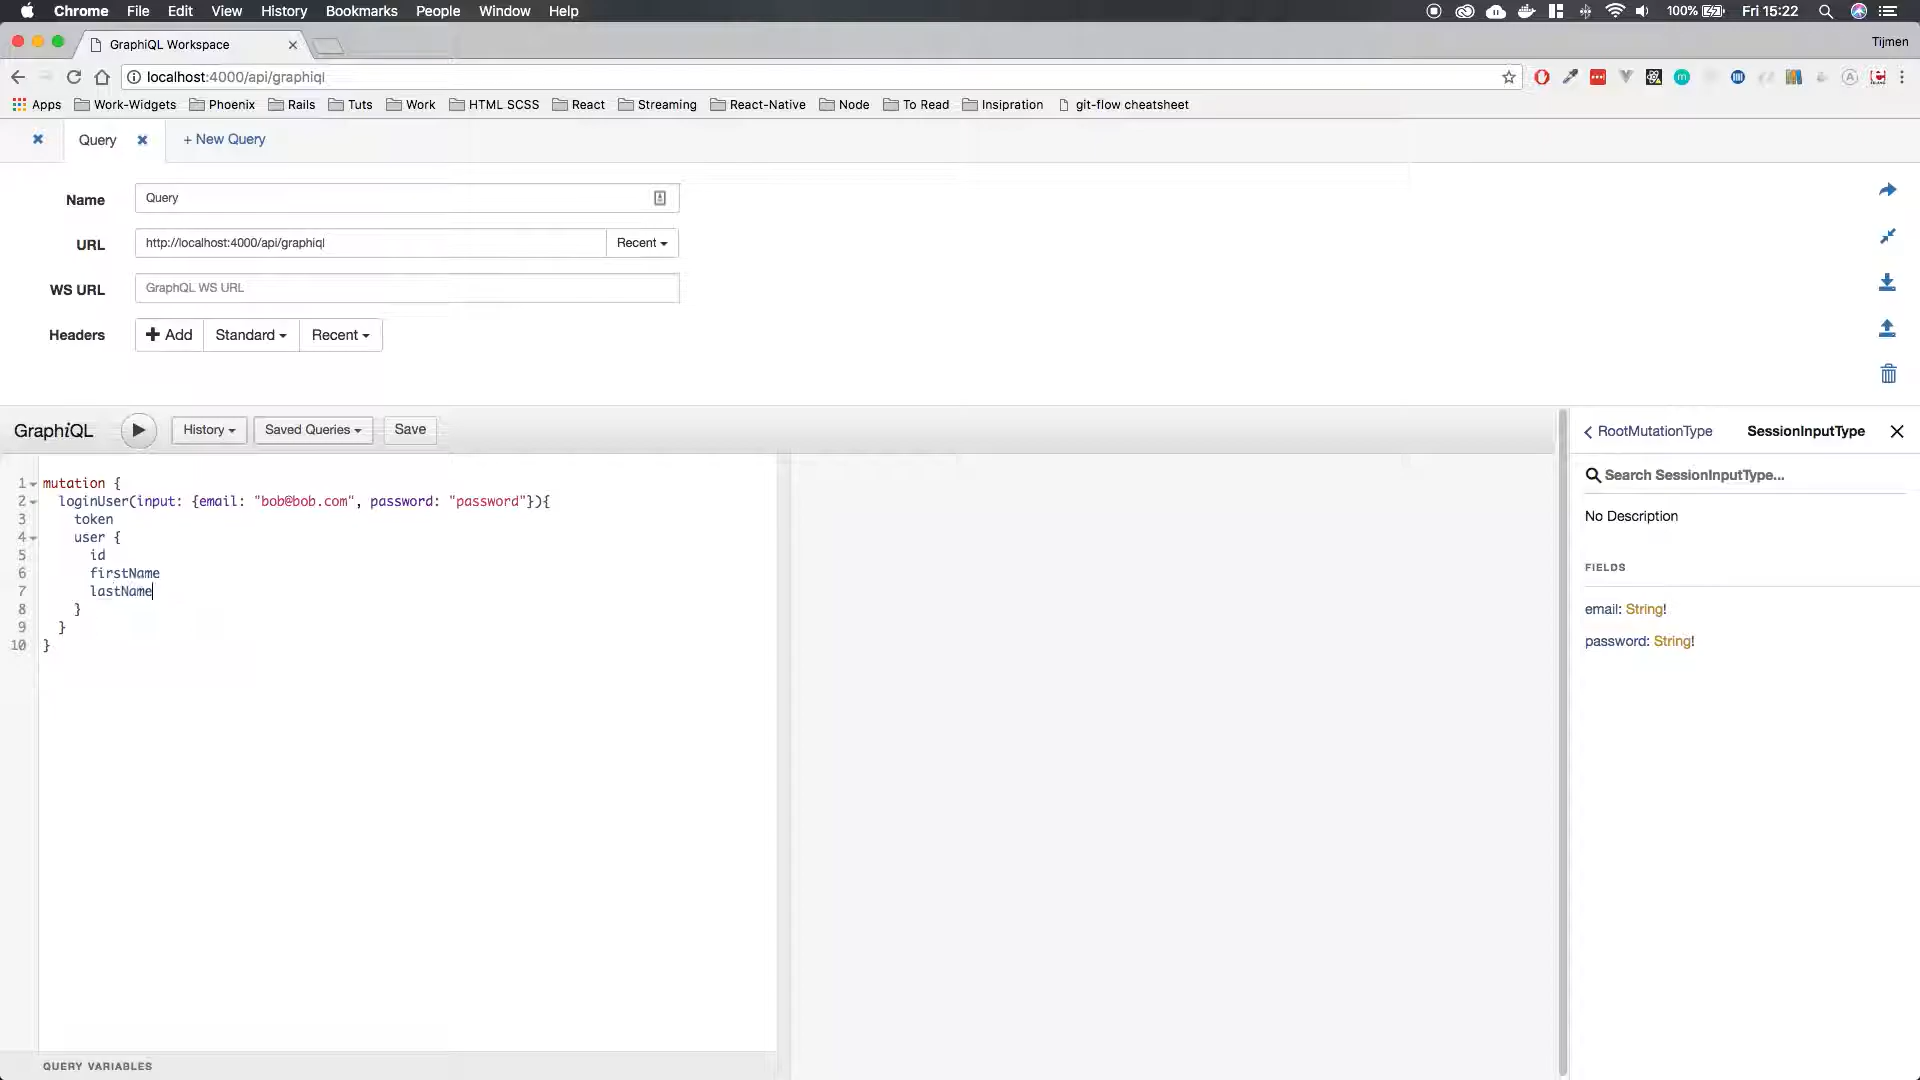 Chrome File Edit View History Bookmarks People Window Help 100% Fri 15:22
GraphiQL Workspace
Tijmen
localhost:4000/api/graphiql
Apps Work-Widgets Phoenix Rails Tuts Work HTML SCSS React Streaming React-Native Node To Read Insipration git-flow cheatsheet
Query + New Query
Name Query
URL http://localhost:4000/api/graphiql Recent
WS URL GraphQL WS URL
Headers Add Standard Recent
GraphiQL History Saved Queries Save
RootMutationType SessionInputType
Search SessionInputType...
No Description
FIELDS
email: String!
password: String!
1 mutation {
2 loginUser(input: {email: "bob@bob.com", password: "password"}){
3 token
4 user {
5 id
6 firstName
7 lastName
8 }
9 }
10 }
QUERY VARIABLES